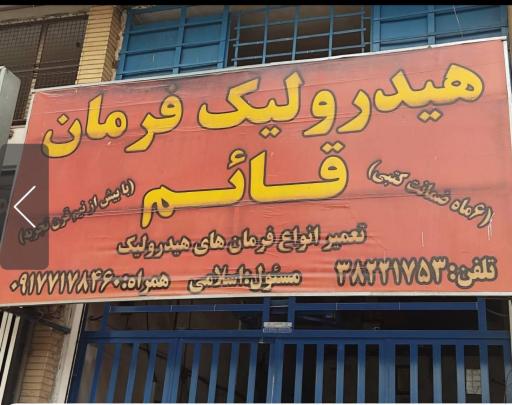 هیدرولیک فرمان
قائم
(۶ ماه ضمانت کتبی)
(با بیش از نیم قرن تجربه)
تعمیر انواع فرمان های هیدرولیک
تلفن: ۳۸۲۲۱۷۵۳ مسئول: اسلامی همراه: ۰۹۱۷۷۱۷۸۴۶۰